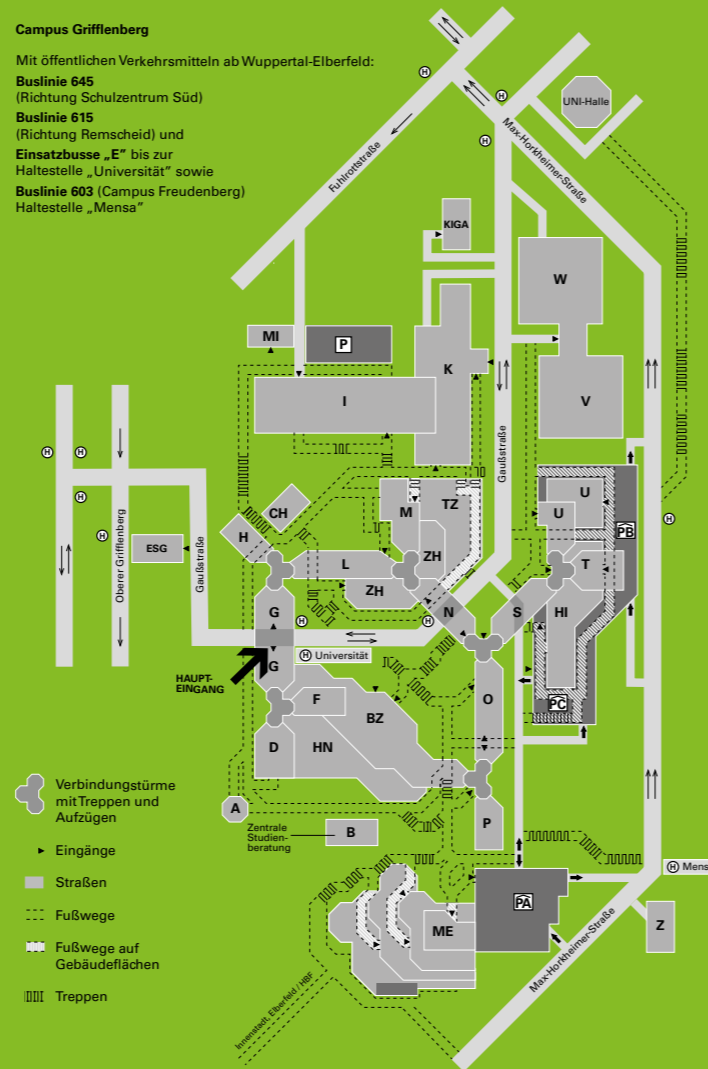 Campus Grifflenberg
Mit öffentlichen Verkehrsmitteln ab Wuppertal-Elberfeld:
Buslinie 645
(Richtung Schulzentrum Süd)
Buslinie 615
(Richtung Remscheid) und
Einsatzbusse „E” bis zur
Haltestelle „Universität” sowie
Buslinie 603 (Campus Freudenberg)
Haltestelle „Mensa”
H
H
H
UNI-Halle
Max-Horkheimer-Straße
Fuhlrottstraße
KIGA
W
MI
P
K
I
V
Gaußstraße
H
H
H
H
Oberer Grifflenberg
ESG
Gaußstraße
CH
H
M
TZ
ZH
L
ZH
U
U
PB
T
H
N
S
HI
G
H
H
G
H Universität
HAUPT-
EINGANG
F
BZ
O
PC
D
HN
A
B
P
Zentrale
Studien-
beratung
Verbindungstürme
mit Treppen und
Aufzügen
Eingänge
Straßen
Fußwege
Fußwege auf
Gebäudeflächen
Treppen
H Mens
PA
ME
Z
Max-Horkheimer-Straße
Innenstadt, Elberfeld / HBF